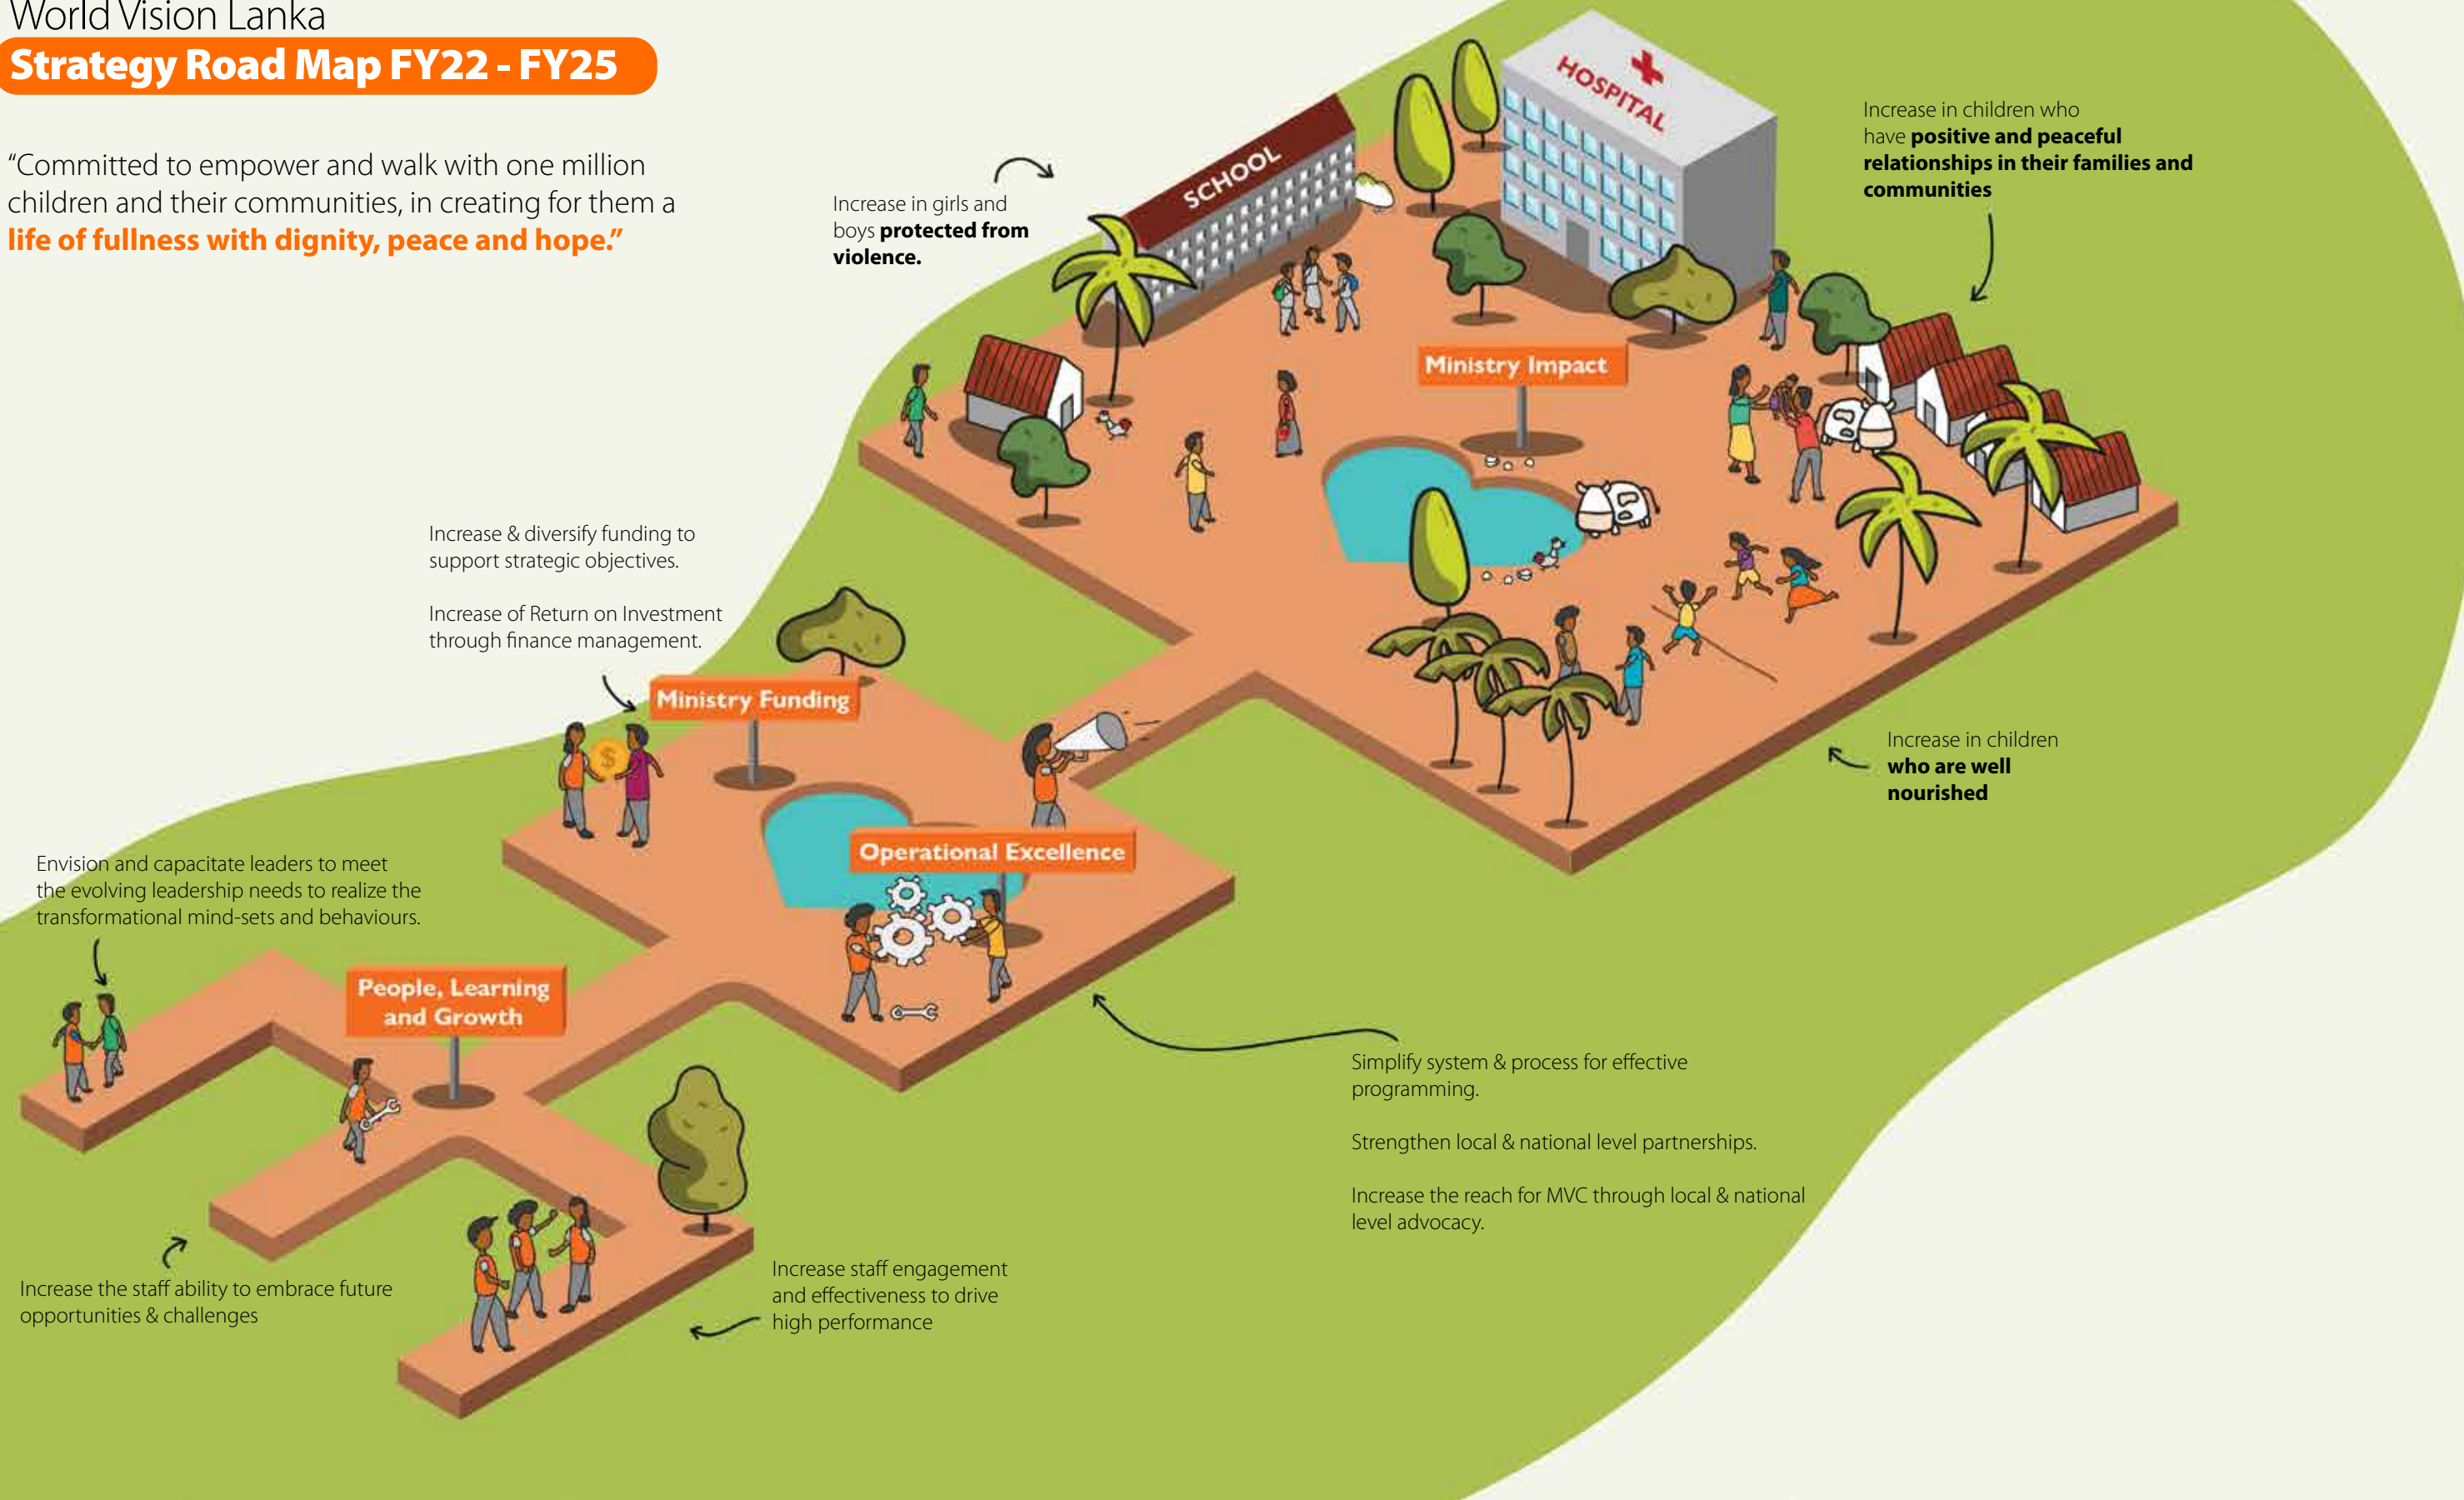 World Vision Lanka
Strategy Road Map FY22 - FY25
“Committed to empower and walk with one million
children and their communities, in creating for them a
life of fullness with dignity, peace and hope.”
HOSPITAL
SCHOOL
Increase in children who
have positive and peaceful
relationships in their families and
communities
Increase in girls and
boys protected from
violence.
Ministry Impact
Increase & diversify funding to
support strategic objectives.
Increase of Return on Investment
through finance management.
Ministry Funding
$
Increase in children
who are well
nourished
Operational Excellence
Envision and capacitate leaders to meet
the evolving leadership needs to realize the
transformational mind-sets and behaviours.
People, Learning
and Growth
Simplify system & process for effective
programming.
Strengthen local & national level partnerships.
Increase the reach for MVC through local & national
level advocacy.
Increase the staff ability to embrace future
opportunities & challenges
Increase staff engagement
and effectiveness to drive
high performance